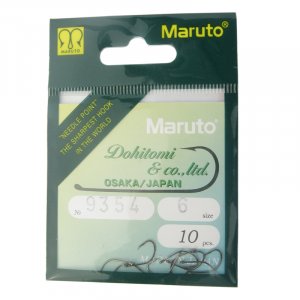 MARUTO
Maruto®
"NEEDLE POINT"
THE SHARPEST HOOK
IN THE WORLD
Maruto®
Dohitomi
& co., ltd.
OSAKA/JAPAN
№ 9354 6 size
10 pcs.